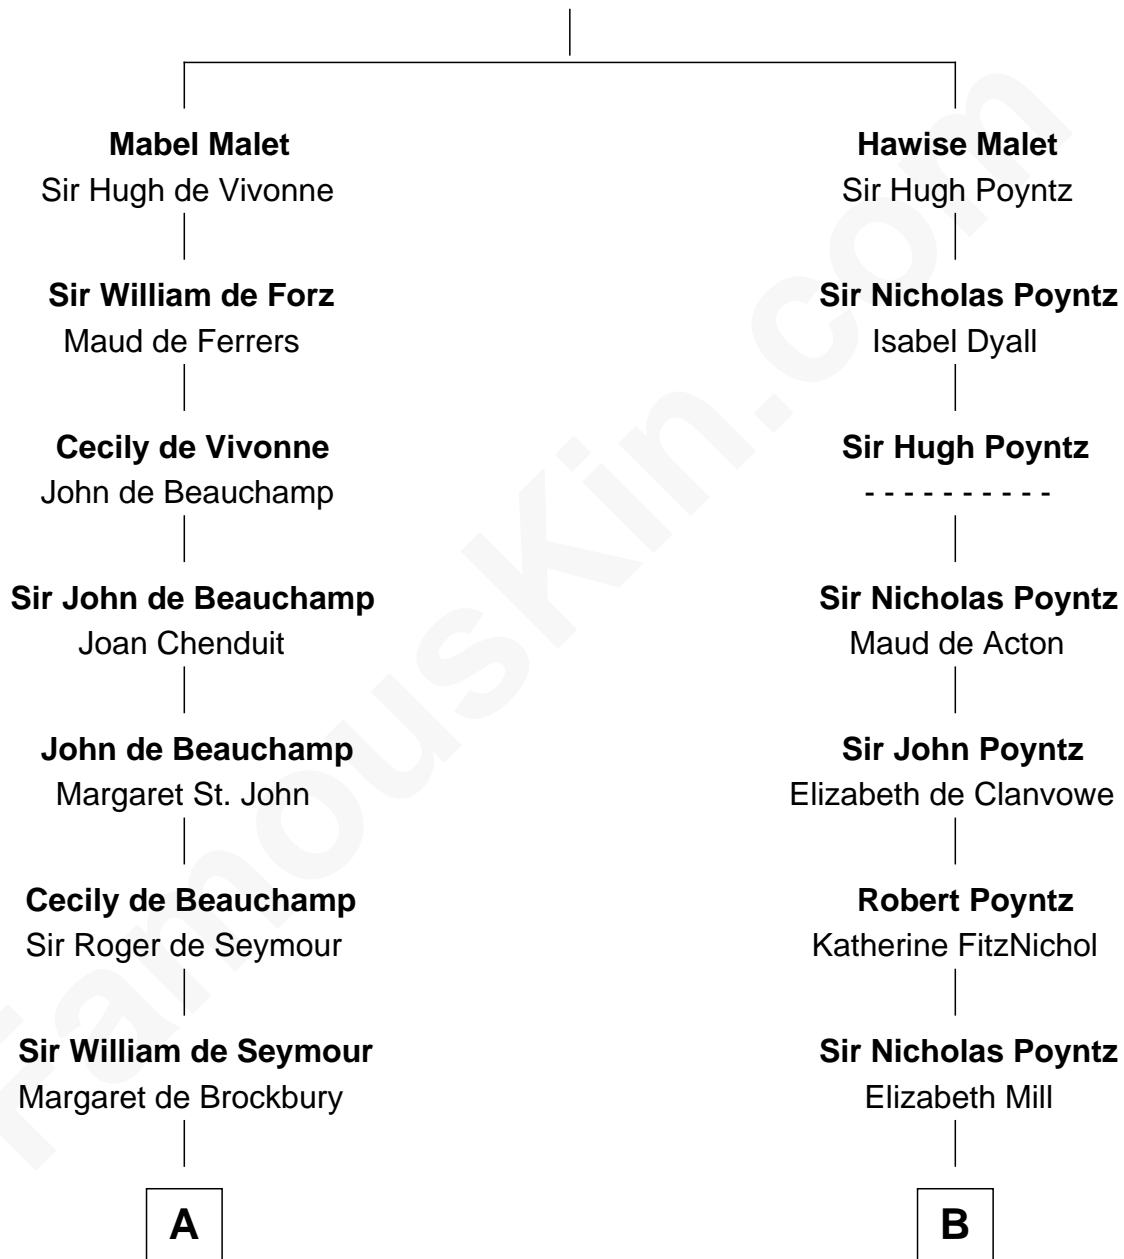 Mabel Malet
Sir Hugh de Vivonne
Hawise Malet
Sir Hugh Poyntz
Sir William de Forz
Maud de Ferrers
Sir Nicholas Poyntz
Isabel Dyall
Cecily de Vivonne
John de Beauchamp
Sir Hugh Poyntz
- - - - - - - - - -
Sir John de Beauchamp
Joan Chenduit
Sir Nicholas Poyntz
Maud de Acton
John de Beauchamp
Margaret St. John
Sir John Poyntz
Elizabeth de Clanvowe
Cecily de Beauchamp
Sir Roger de Seymour
Robert Poyntz
Katherine FitzNichol
Sir William de Seymour
Margaret de Brockbury
Sir Nicholas Poyntz
Elizabeth Mill
A
B
FamousKin.com